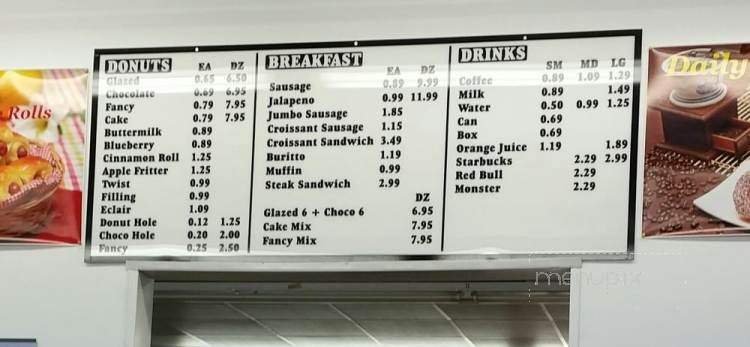 DONUTS EA DZ
Glazed 0.65 6.50
Chocolate 0.69 6.95
Fancy 0.79 7.95
Cake 0.79 7.95
Buttermilk 0.89
Blueberry 0.89
Cinnamon Roll 1.25
Apple Fritter 1.25
Twist 0.99
Filling 0.99
Eclair 1.09
Donut Hole 0.12 1.25
Choco Hole 0.20 2.00
Fancy 0.25 2.50
BREAKFAST
EA DZ
Sausage 0.89 9.99
Jalapeno 0.99 11.99
Jumbo Sausage 1.85
Croissant Sausage 1.15
Croissant Sandwich 3.49
Buritto 1.19
Muffin 0.99
Steak Sandwich 2.99
DZ
Glazed 6 + Choco 6 6.95
Cake Mix 7.95
Fancy Mix 7.95
DRINKS
SM MD LG
Coffee 0.89 1.09 1.29
Milk 0.89 1.49
Water 0.50 0.99 1.25
Can 0.69
Box 0.69
Orange Juice 1.19 1.89
Starbucks 2.29 2.99
Red Bull 2.29
Monster 2.29
Rolls
Daily
menupix